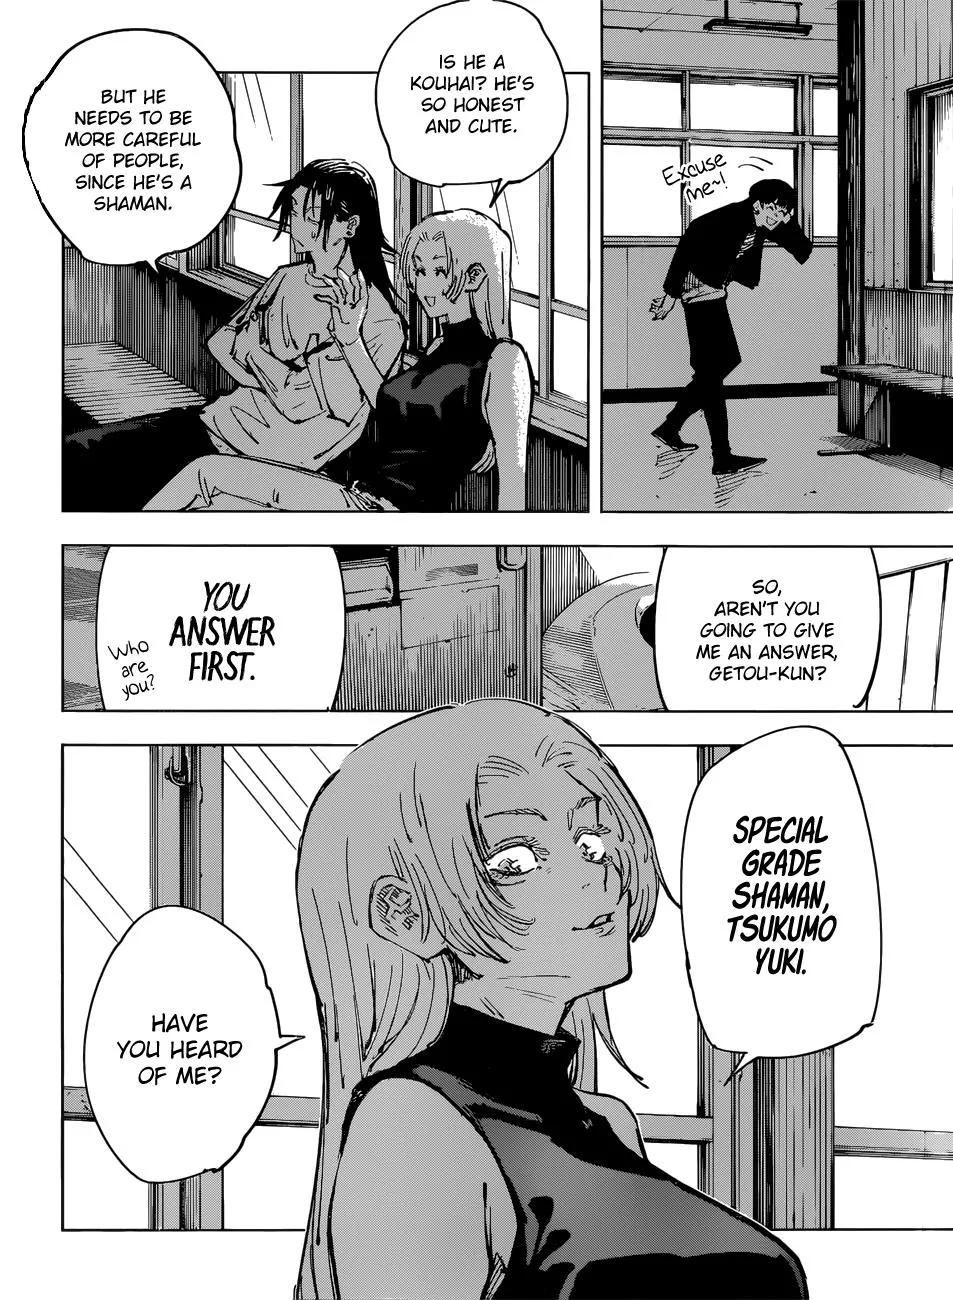 Excuse
me~!
IS HE A
KOUHAI? HE'S
SO HONEST
AND CUTE.
BUT HE
NEEDS TO BE
MORE CAREFUL
OF PEOPLE,
SINCE HE'S A
SHAMAN.
SO,
AREN'T YOU
GOING TO GIVE
ME AN ANSWER,
GETOU-KUN?
YOU
ANSWER
FIRST.
Who
are
you?
SPECIAL
GRADE
SHAMAN,
TSUKUMO
YUKI.
HAVE
YOU HEARD
OF ME?